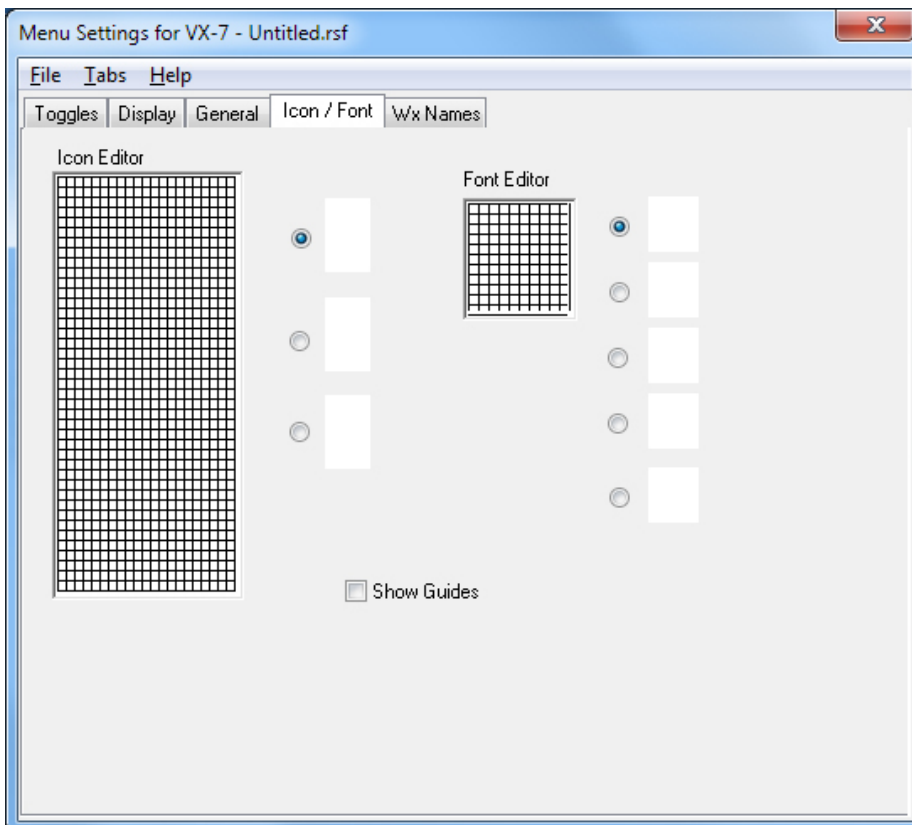 Menu Settings for VX-7 - Untitled.rsf
File Tabs Help
Toggles Display General Icon / Font Wx Names
Icon Editor
Font Editor
Show Guides